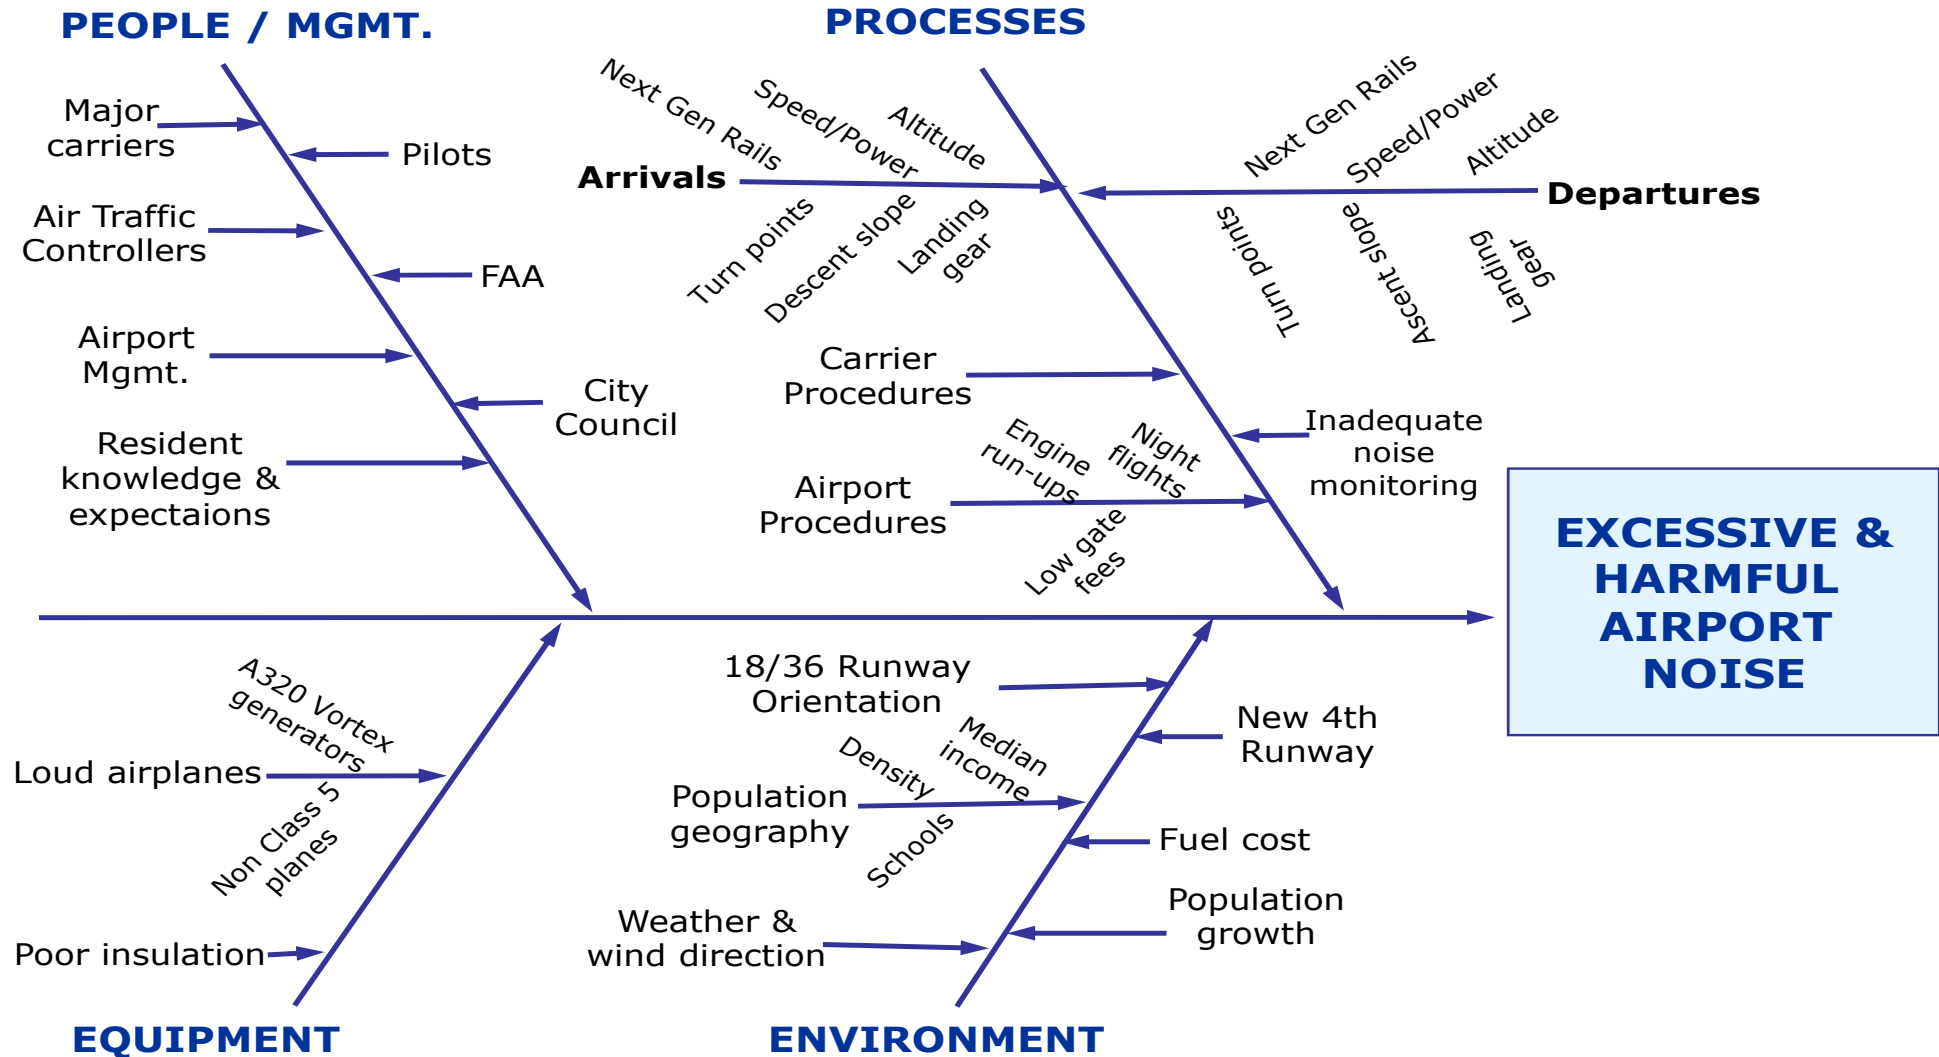 PEOPLE / MGMT.
Major
carriers
Pilots
Air Traffic
Controllers
FAA
Airport
Mgmt.
City
Council
Resident
knowledge &
expectaions
PROCESSES
Next Gen Rails
Speed/Power
Altitude
Arrivals
Turn points
Descent slope
Landing
gear
Next Gen Rails
Speed/Power
Altitude
Departures
Turn points
Ascent slope
Landing
gear
Carrier
Procedures
Inadequate
noise
monitoring
Engine
run-ups
Night
flights
Airport
Procedures
Low gate
fees
EXCESSIVE &
HARMFUL
AIRPORT
NOISE
A320 Vortex
generators
Loud airplanes
Non Class 5
planes
Poor insulation
EQUIPMENT
18/36 Runway
Orientation
New 4th
Runway
Density
Median
income
Population
geography
Schools
Fuel cost
Population
growth
Weather &
wind direction
ENVIRONMENT